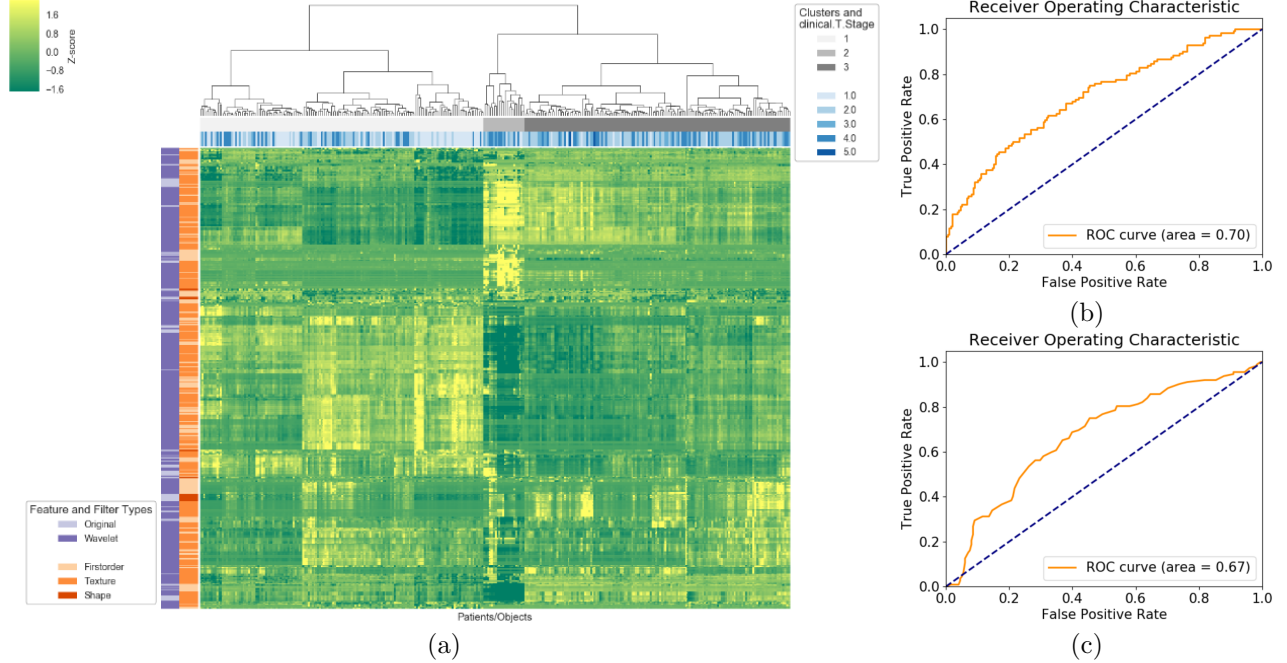 1.6
0.8
0.0
−0.8
−1.6
Z-score
Clusters and
clinical.T.Stage
1
2
3
1.0
2.0
3.0
4.0
5.0
Feature and Filter Types
Original
Wavelet
Firstorder
Texture
Shape
Patients/Objects
(a)
Receiver Operating Characteristic
1.0
0.8
0.6
0.4
0.2
0.0
True Positive Rate
ROC curve (area = 0.70)
0.0 0.2 0.4 0.6 0.8 1.0
False Positive Rate
(b)
Receiver Operating Characteristic
1.0
0.8
0.6
0.4
0.2
0.0
True Positive Rate
ROC curve (area = 0.67)
0.0 0.2 0.4 0.6 0.8 1.0
False Positive Rate
(c)